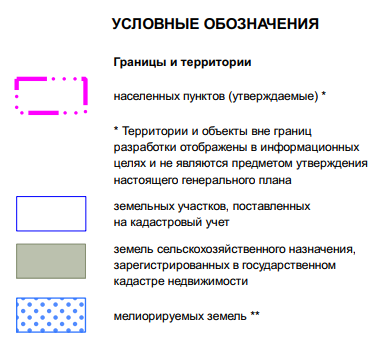 УСЛОВНЫЕ ОБОЗНАЧЕНИЯ
Границы и территории
населенных пунктов (утверждаемые) *
* Территории и объекты вне границ
разработки отображены в информационных
целях и не являются предметом утверждения
настоящего генерального плана
земельных участков, поставленных
на кадастровый учет
земель сельскохозяйственного назначения,
зарегистрированных в государственном
кадастре недвижимости
мелиорируемых земель **